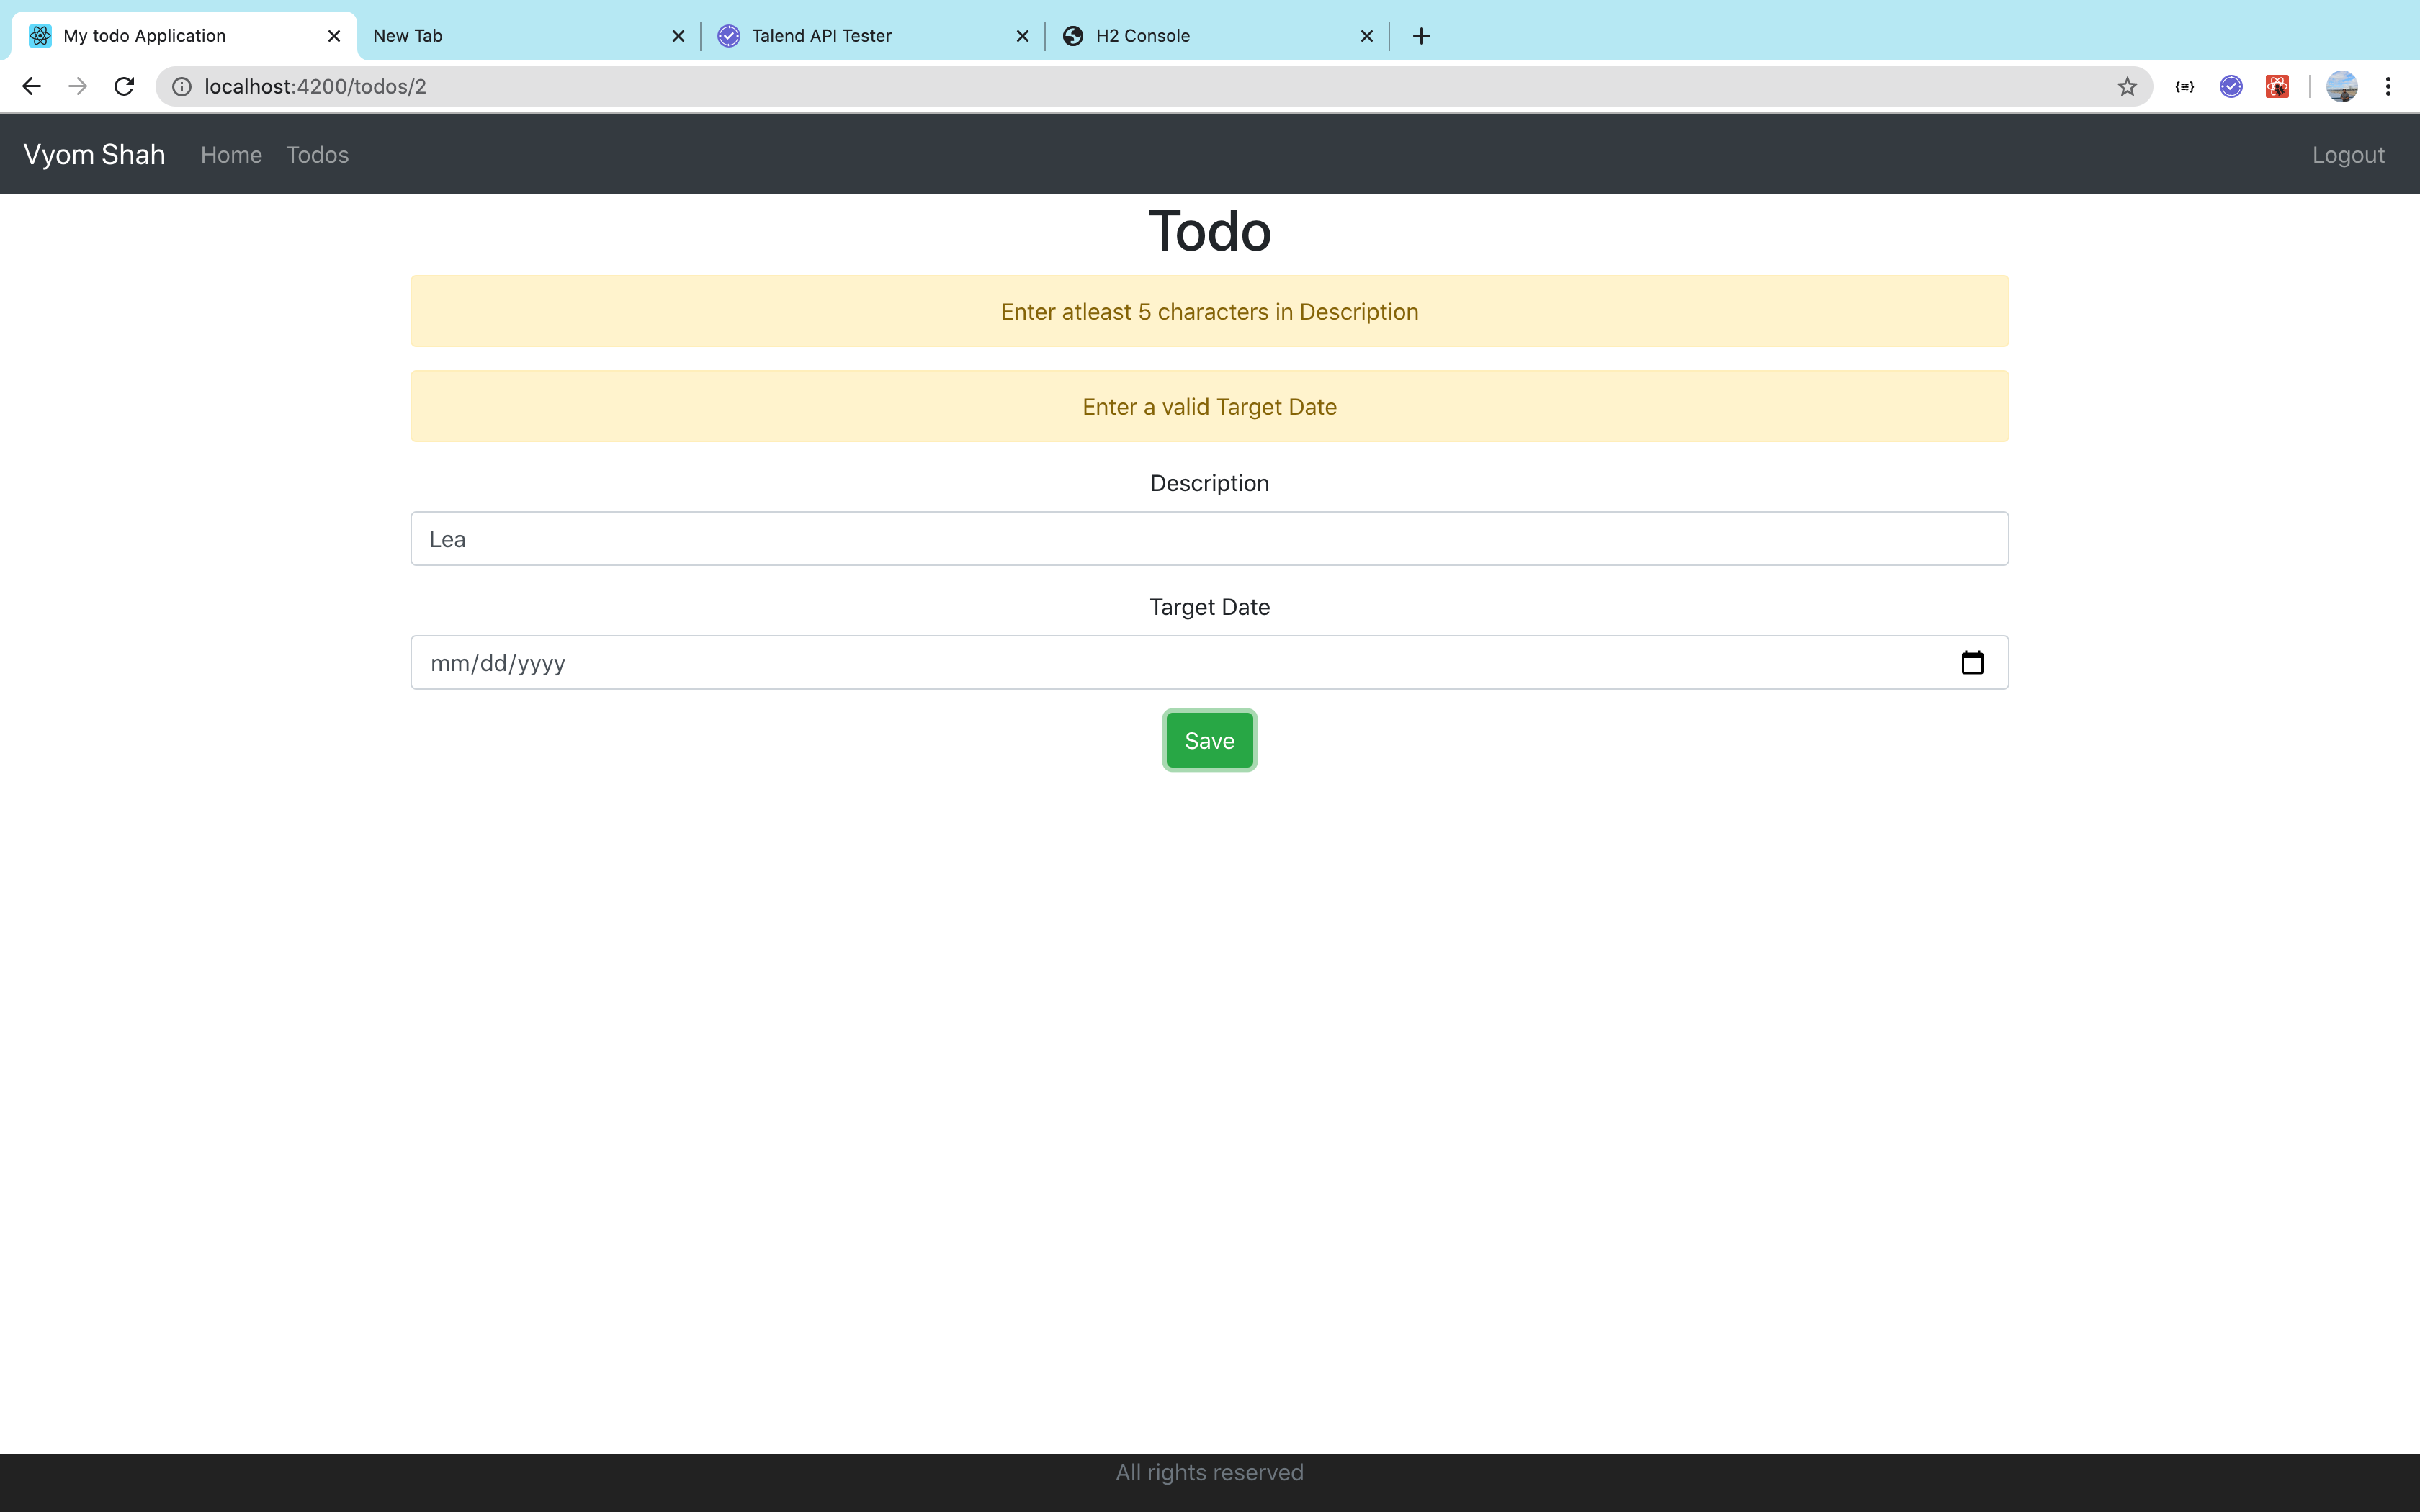 My todo Application
New Tab
Talend API Tester
H2 Console
localhost:4200/todos/2
Vyom Shah
Home
Todos
Logout
Todo
Enter atleast 5 characters in Description
Enter a valid Target Date
Description
Lea
Target Date
mm/dd/yyyy
Save
All rights reserved